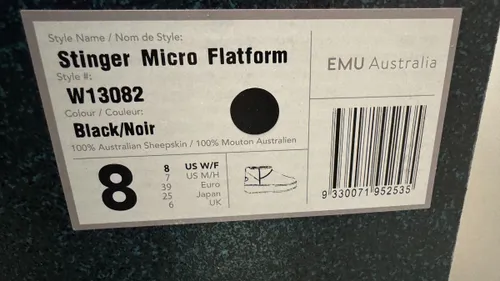 Style Name / Nom de Style:
Stinger Micro Flatform
Style #:
W13082
Colour / Couleur:
Black/Noir
100% Australian Sheepskin / 100% Mouton Australien
8
8 US W/F
7 US M/H
39 Euro
25 Japan
6 UK
EMU Australia
9 330071 952535